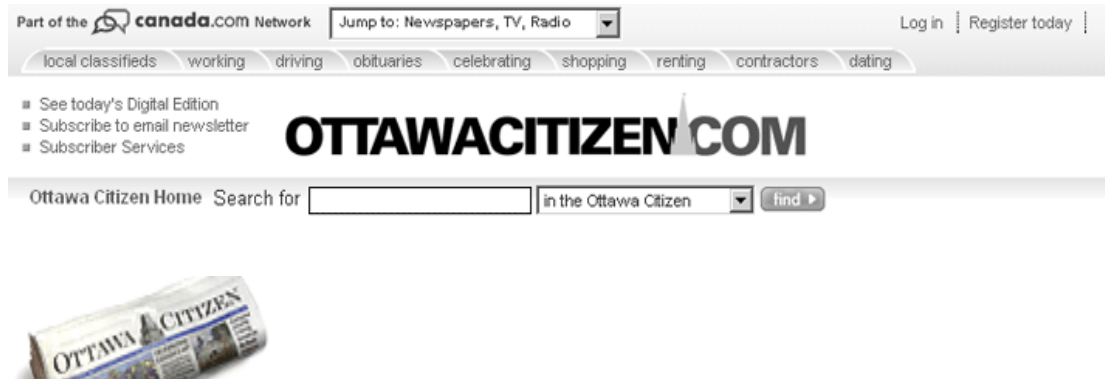 Part of the canada.com Network Jump to: Newspapers, TV, Radio Log in Register today
local classifieds working driving obituaries celebrating shopping renting contractors dating
See today's Digital Edition
Subscribe to email newsletter
Subscriber Services
OTTAWACITIZEN.COM
Ottawa Citizen Home Search for in the Ottawa Citizen find
OTTAWA CITIZEN